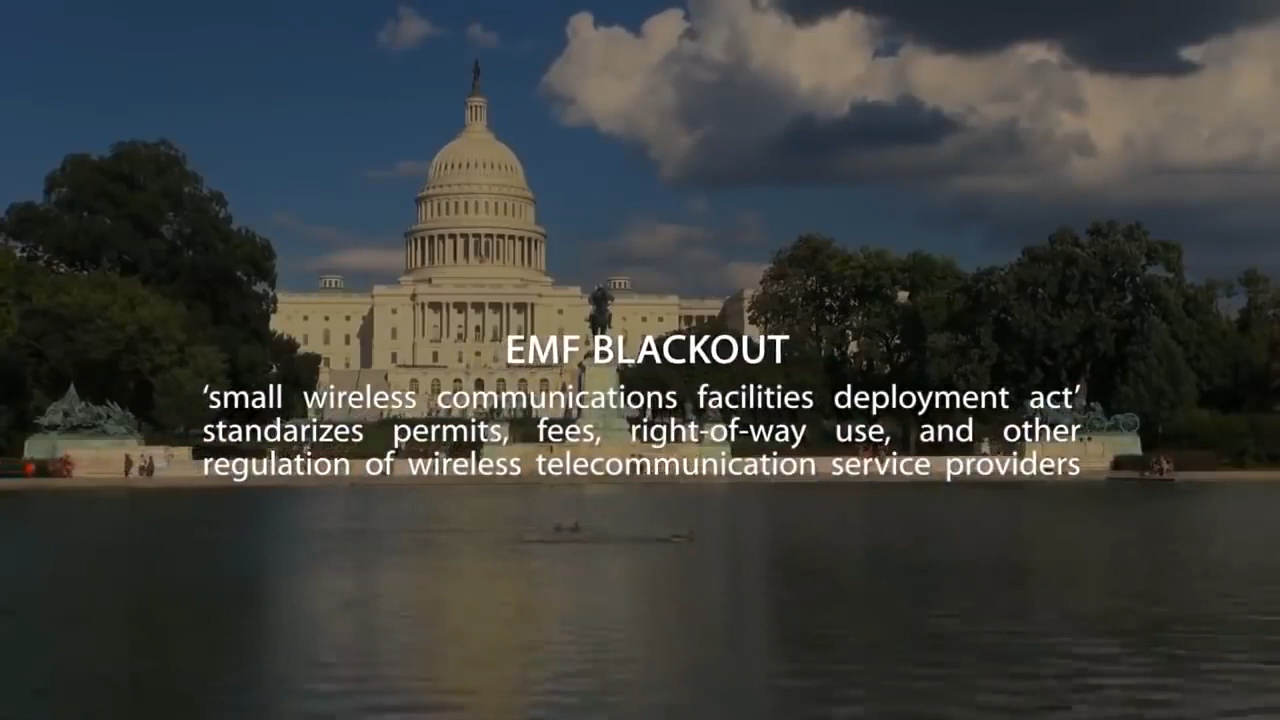 EMF BLACKOUT
‘small wireless communications facilities deployment act’
standarizes permits, fees, right-of-way use, and other
regulation of wireless telecommunication service providers